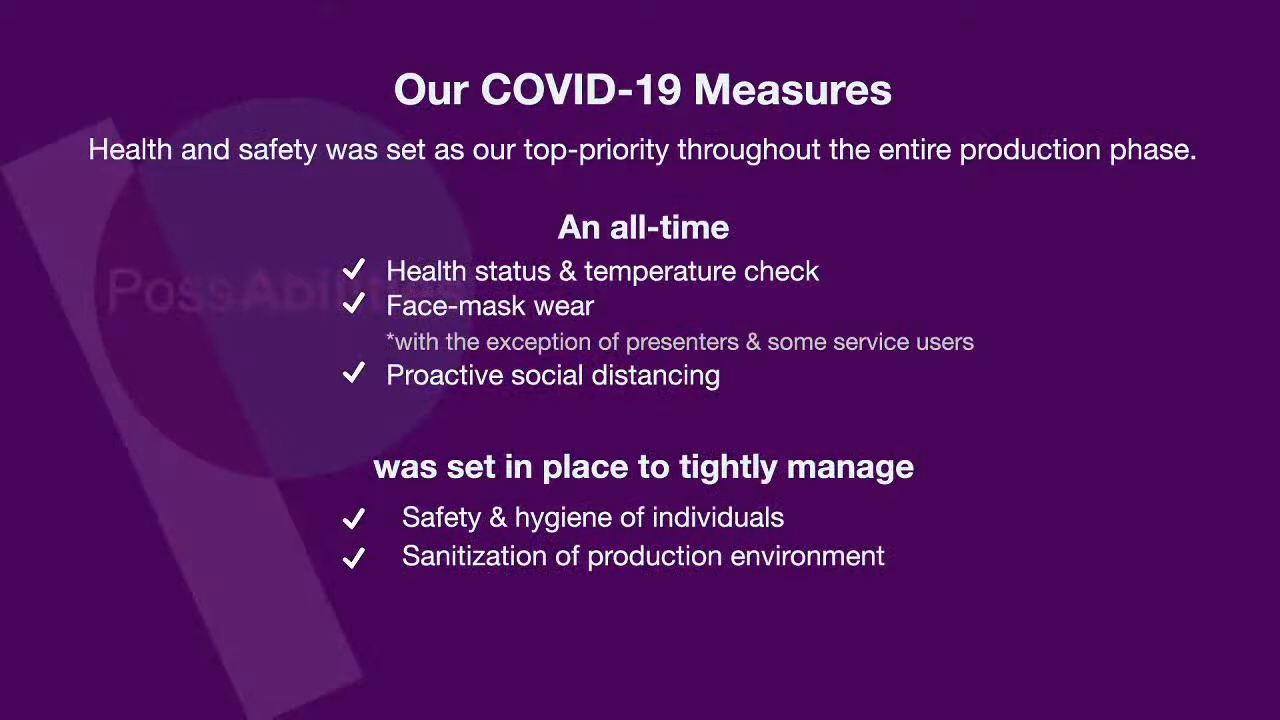 Our COVID-19 Measures
Health and safety was set as our top-priority throughout the entire production phase.
An all-time
Health status & temperature check
PossAbili
Face-mask wear
*with the exception of presenters & some service users
Proactive social distancing
was set in place to tightly manage
Safety & hygiene of individuals
Sanitization of production environment